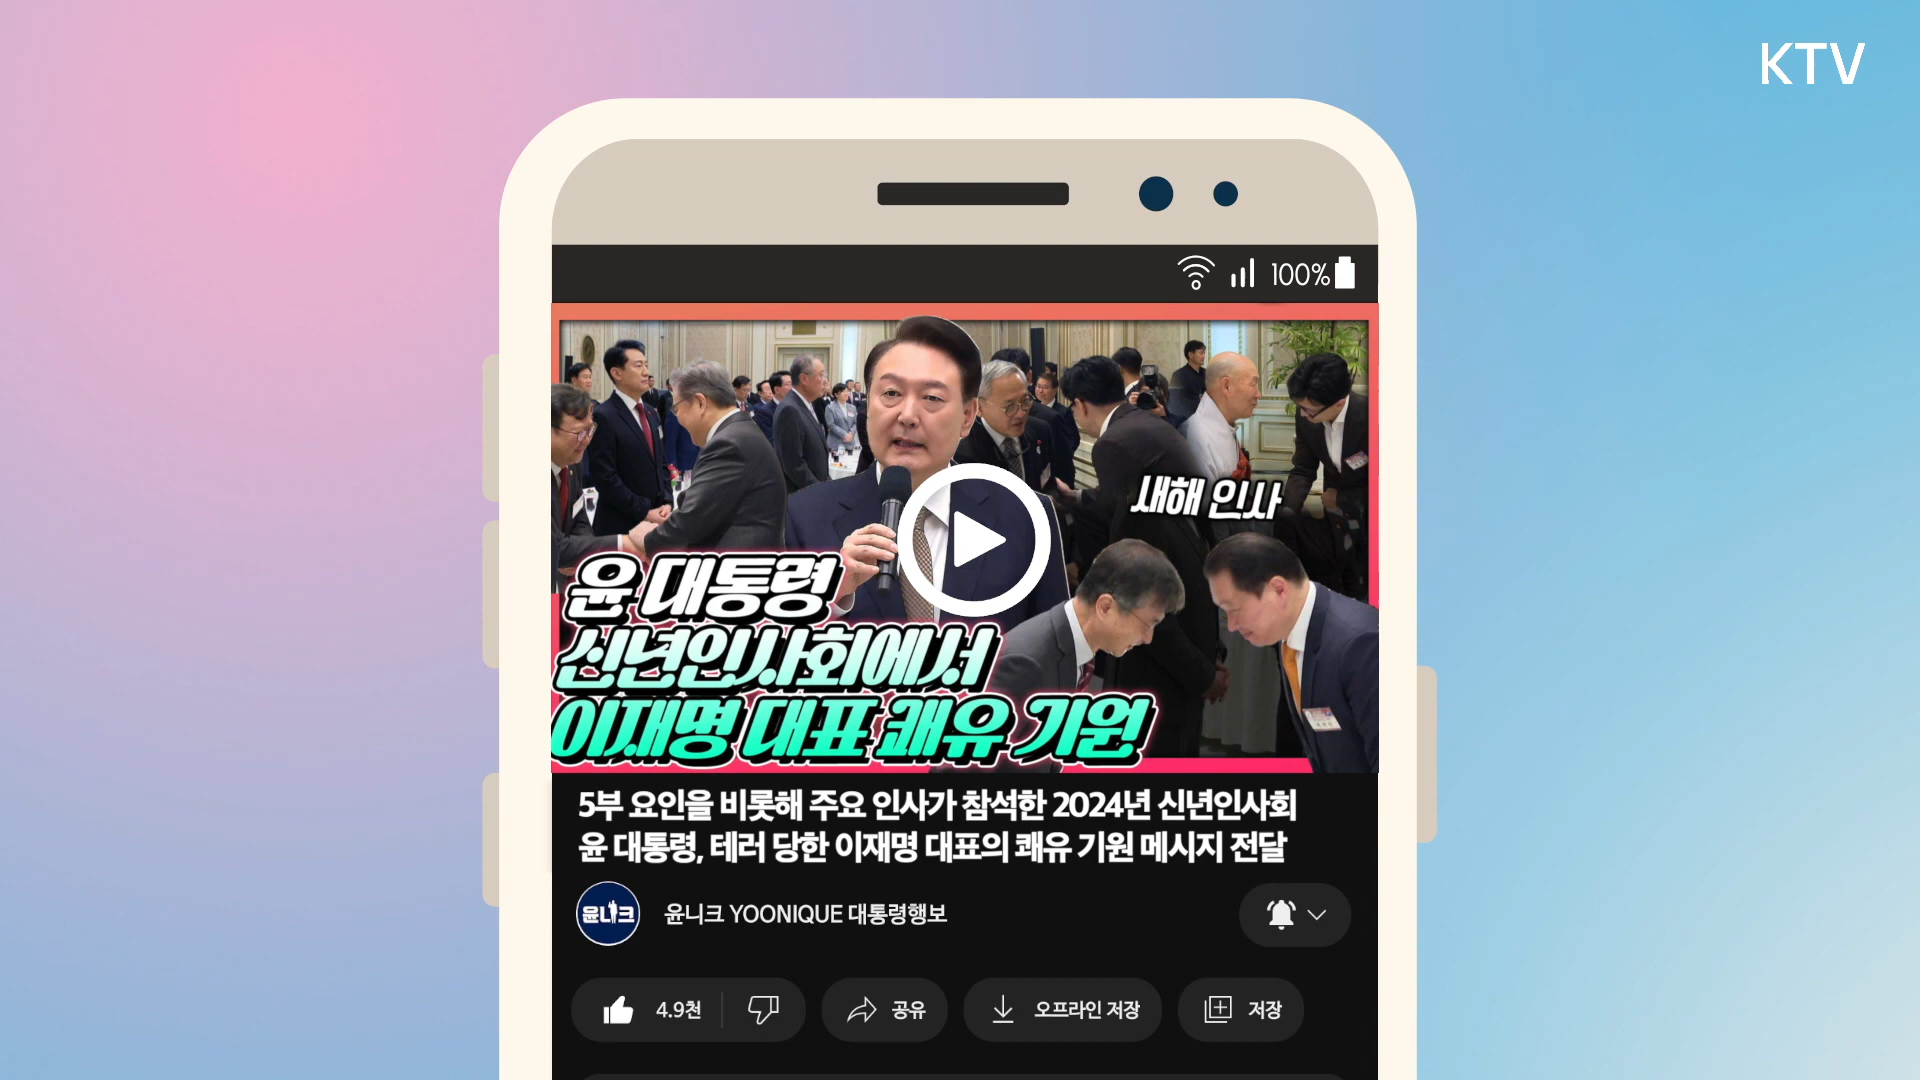 KTV
100%
새해 인사
윤 대통령
신년인사회에서
이재명 대표 쾌유 기원
5부 요인을 비롯해 주요 인사가 참석한 2024년 신년인사회
윤 대통령, 테러 당한 이재명 대표의 쾌유 기원 메시지 전달
윤니크
윤니크 YOONIQUE 대통령행보
4.9천
공유
오프라인 저장
저장